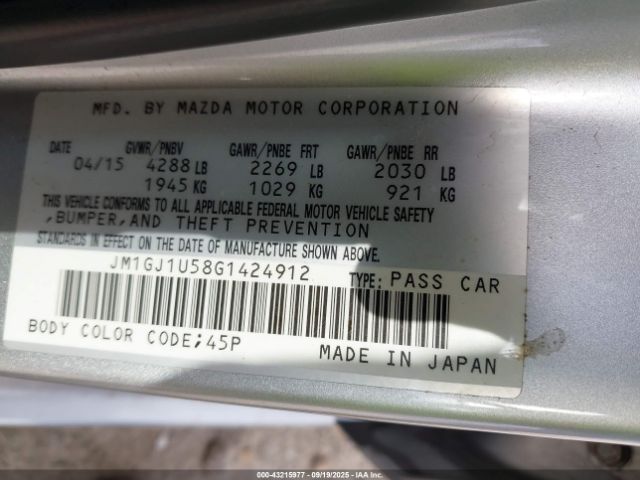 MFD. BY MAZDA MOTOR CORPORATION
DATE GVWR/PNBV GAWR/PNBE FRT GAWR/PNBE RR
04/15 4288 LB 2269 LB 2030 LB
1945 KG 1029 KG 921 KG
THIS VEHICLE CONFORMS TO ALL APPLICABLE FEDERAL MOTOR VEHICLE SAFETY
,BUMPER,AND THEFT PREVENTION
STANDARDS IN EFFECT ON THE DATE OF MANUFACTURE SHOWN ABOVE.
JM1GJ1U58G1424912 TYPE: PASS CAR
BODY COLOR CODE;45P MADE IN JAPAN
000-43215977 - 09/19/2025 - IAAI.COM